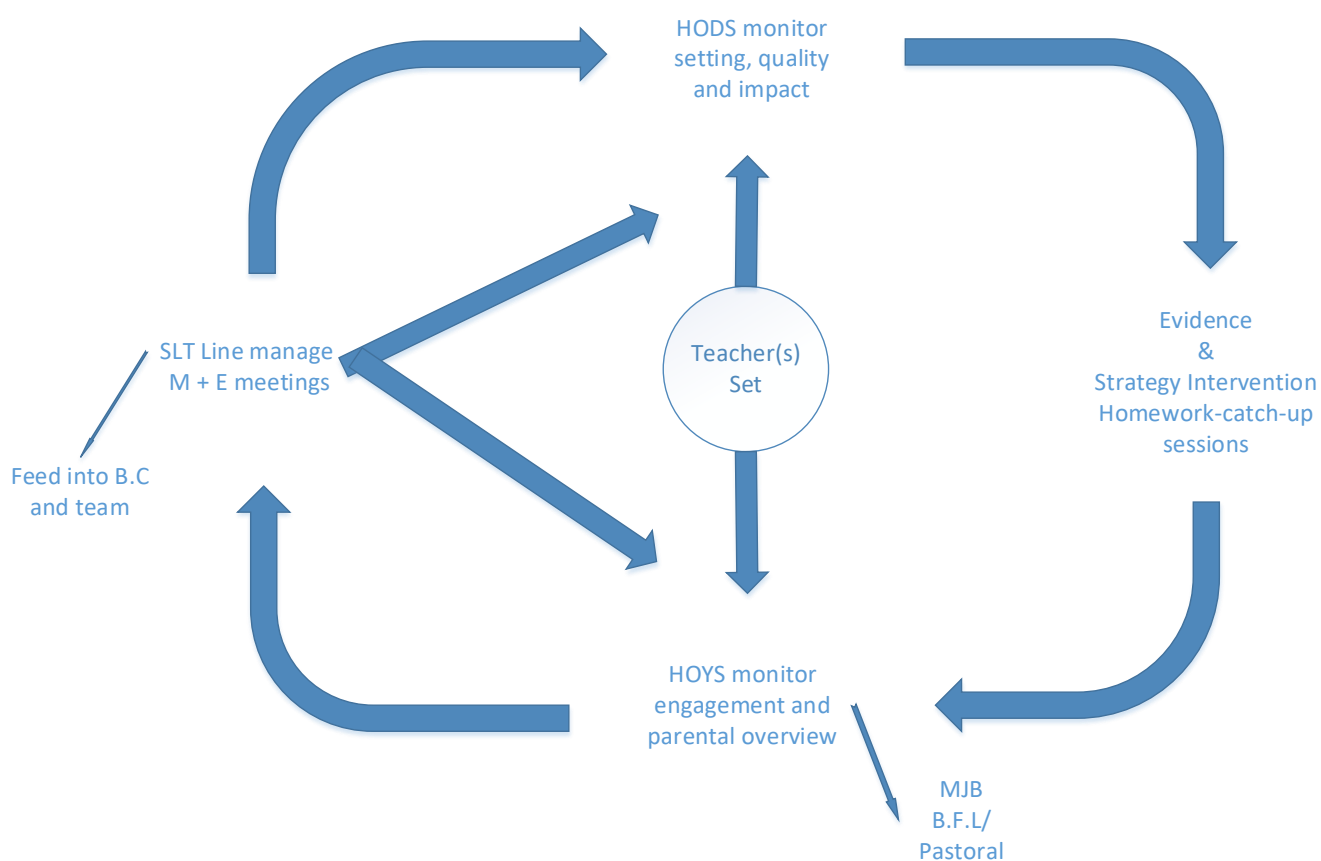 HODS monitor
setting, quality
and impact
Teacher(s)
Set
Evidence
&
Strategy Intervention
Homework-catch-up
sessions
SLT Line manage
M + E meetings
Feed into B.C
and team
HOYS monitor
engagement and
parental overview
MJB
B.F.L/
Pastoral